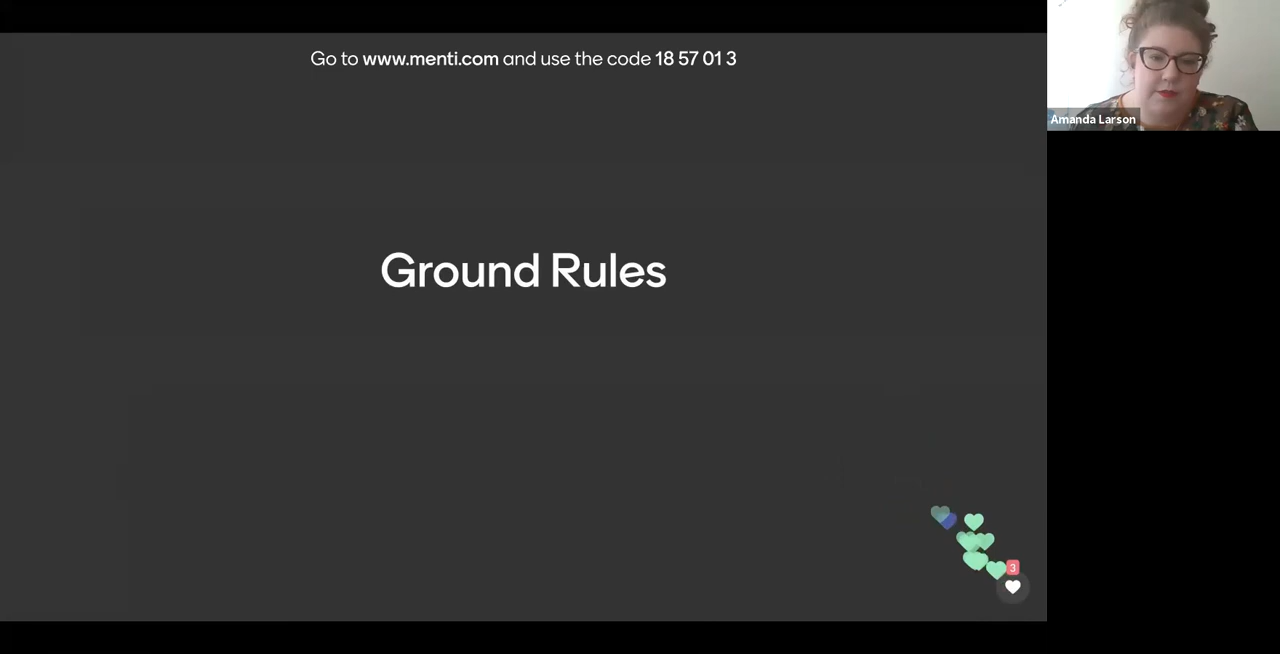 Go to www.menti.com and use the code 18 57 01 3
Amanda Larson
Ground Rules
3